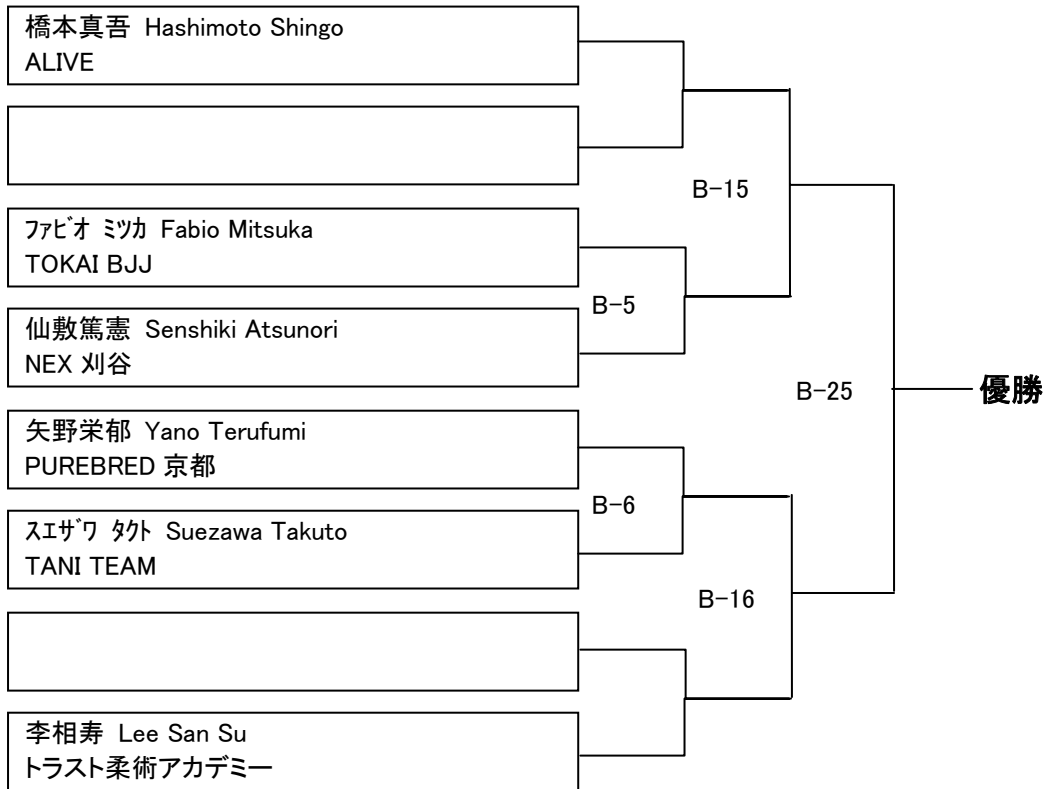 橋本真吾 Hashimoto Shingo
ALIVE
B-15
ファビオ ミツカ Fabio Mitsuka
TOKAI BJJ
B-5
仙敷篤憲 Senshiki Atsunori
NEX 刈谷
B-25
優勝
矢野栄郁 Yano Terufumi
PUREBRED 京都
B-6
スエザワ タクト Suezawa Takuto
TANI TEAM
B-16
李相寿 Lee San Su
トラスト柔術アカデミー